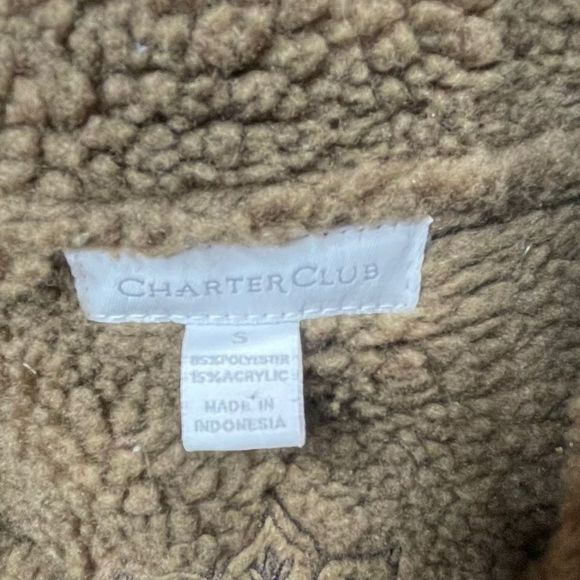 CHARTER CLUB
S
85%POLYESTER
15%ACRYLIC
MADE IN
INDONESIA